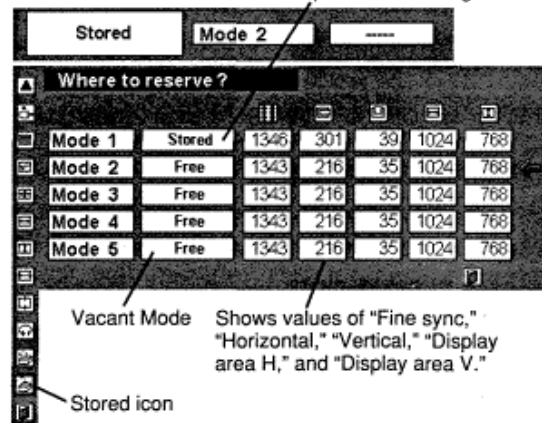 Stored Mode 2 -----
Where to reserve ?
Mode 1 Stored 1346 301 39 1024 768
Mode 2 Free 1343 216 35 1024 768
Mode 3 Free 1343 216 35 1024 768
Mode 4 Free 1343 216 35 1024 768
Mode 5 Free 1343 216 35 1024 768
Vacant Mode
Shows values of “Fine sync,”
“Horizontal,” “Vertical,” “Display
area H,” and “Display area V.”
Stored icon